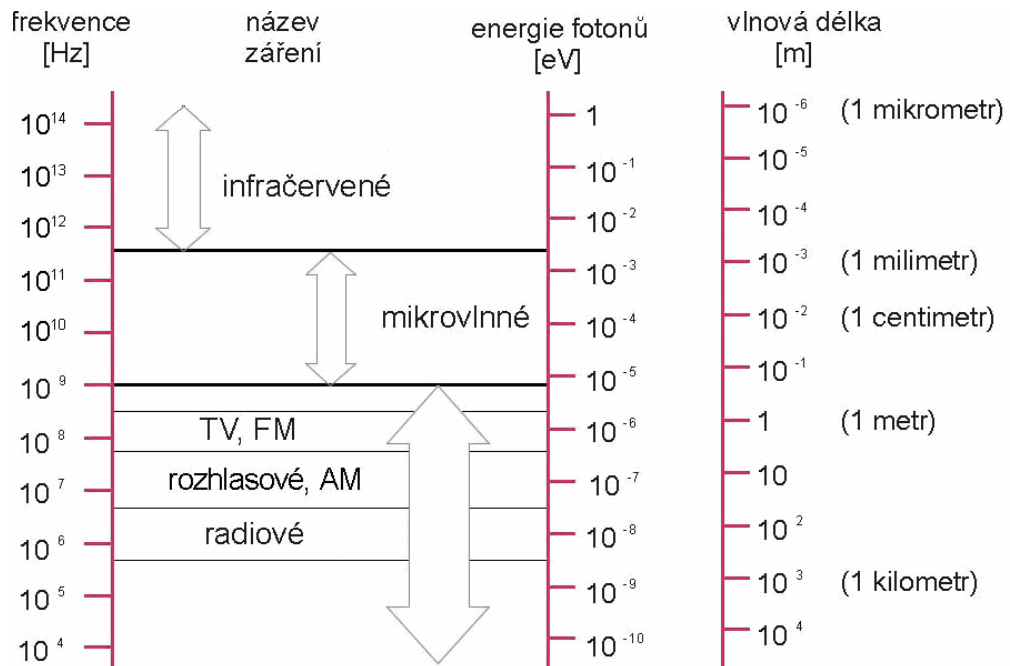 frekvence
[Hz]
název
záření
energie fotonů
[eV]
vlnová délka
[m]
10¹⁴
10¹³
10¹²
10¹¹
10¹⁰
10⁹
10⁸
10⁷
10⁶
10⁵
10⁴
infračervené
mikrovlnné
TV, FM
rozhlasové, AM
radiové
1
10⁻¹
10⁻²
10⁻³
10⁻⁴
10⁻⁵
10⁻⁶
10⁻⁷
10⁻⁸
10⁻⁹
10⁻¹⁰
10⁻⁶ (1 mikrometr)
10⁻⁵
10⁻⁴
10⁻³ (1 milimetr)
10⁻² (1 centimetr)
10⁻¹
1 (1 metr)
10
10²
10³ (1 kilometr)
10⁴